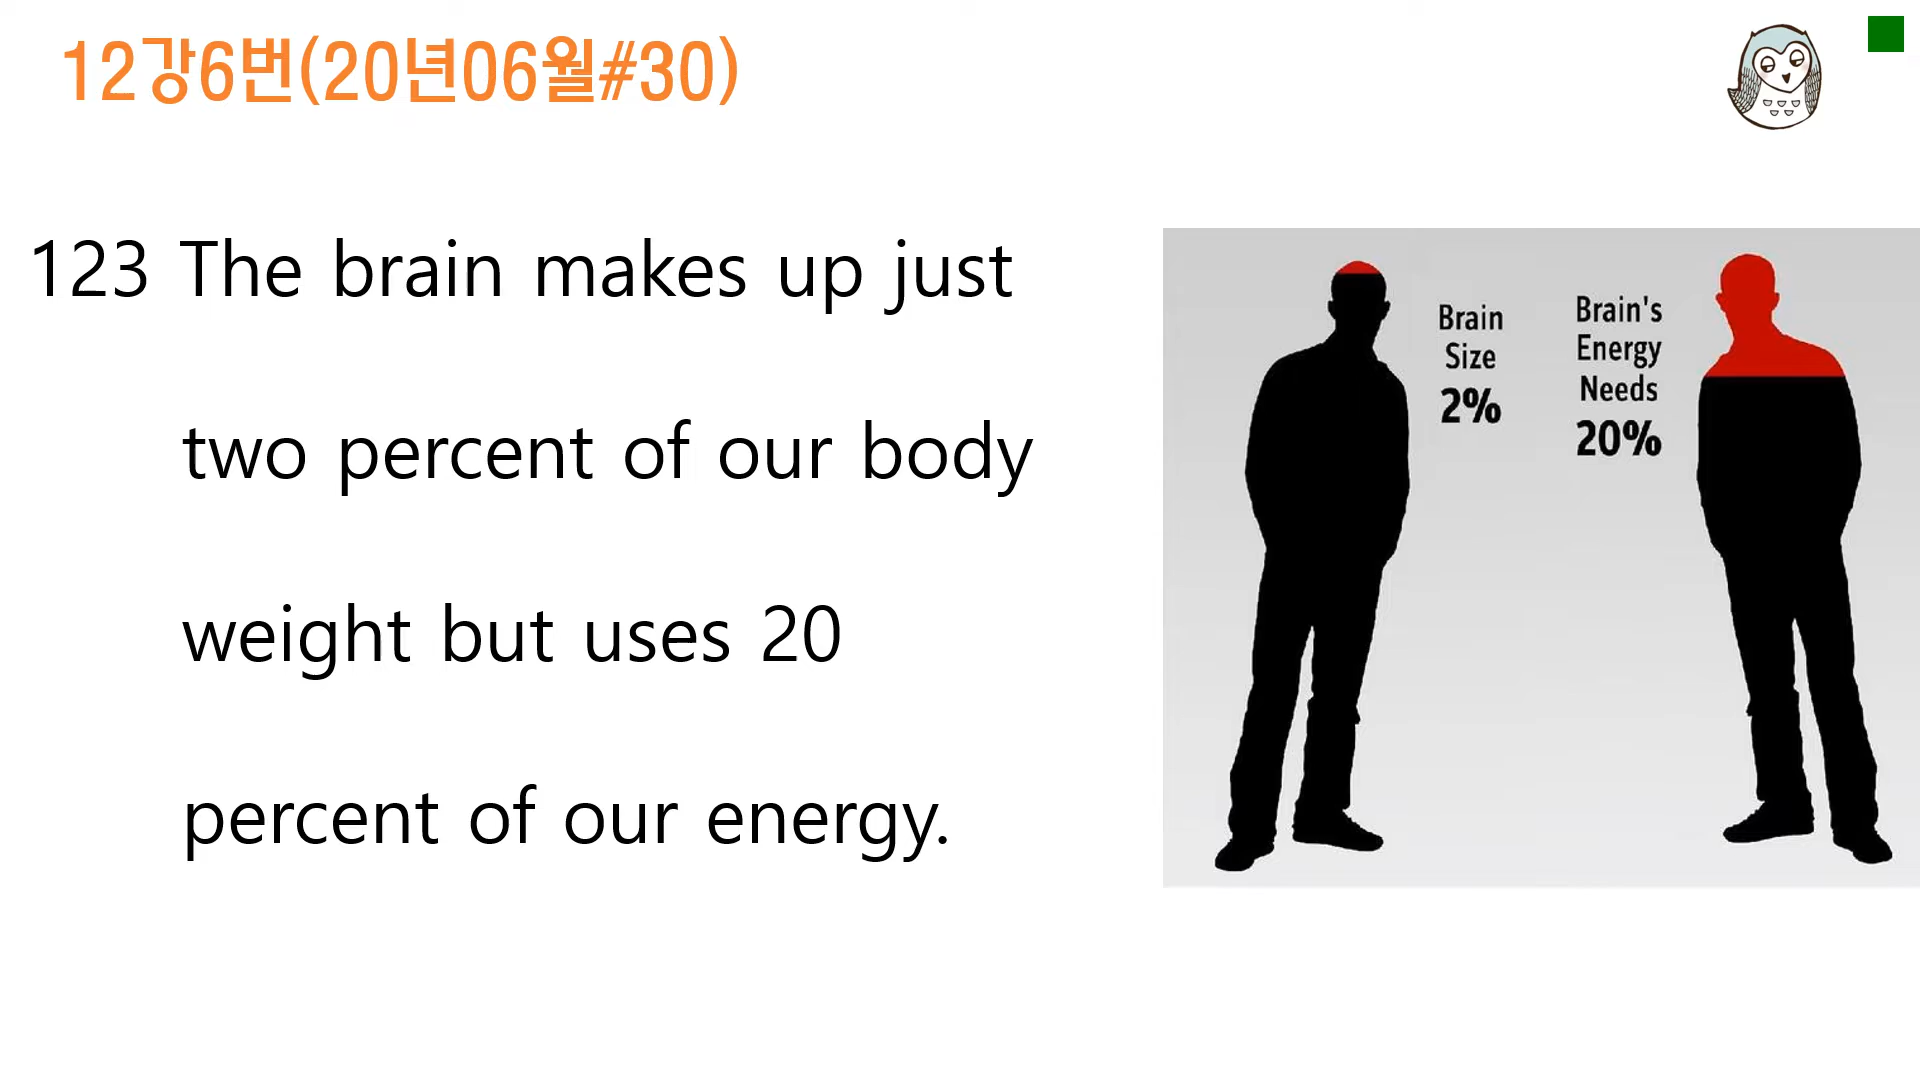 12강6번(20년06월#30)
123 The brain makes up just
two percent of our body
weight but uses 20
percent of our energy.
Brain
Size
2%
Brain's
Energy
Needs
20%